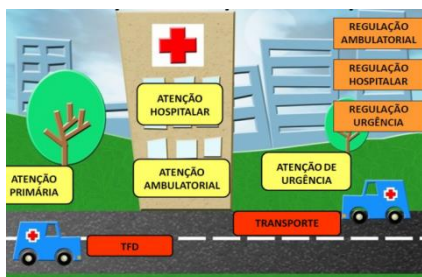 REGULAÇÃO
AMBULATORIAL
REGULAÇÃO
HOSPITALAR
REGULAÇÃO
URGÊNCIA
ATENÇÃO
HOSPITALAR
ATENÇÃO
PRIMÁRIA
ATENÇÃO
AMBULATORIAL
ATENÇÃO DE
URGÊNCIA
TRANSPORTE
TFD